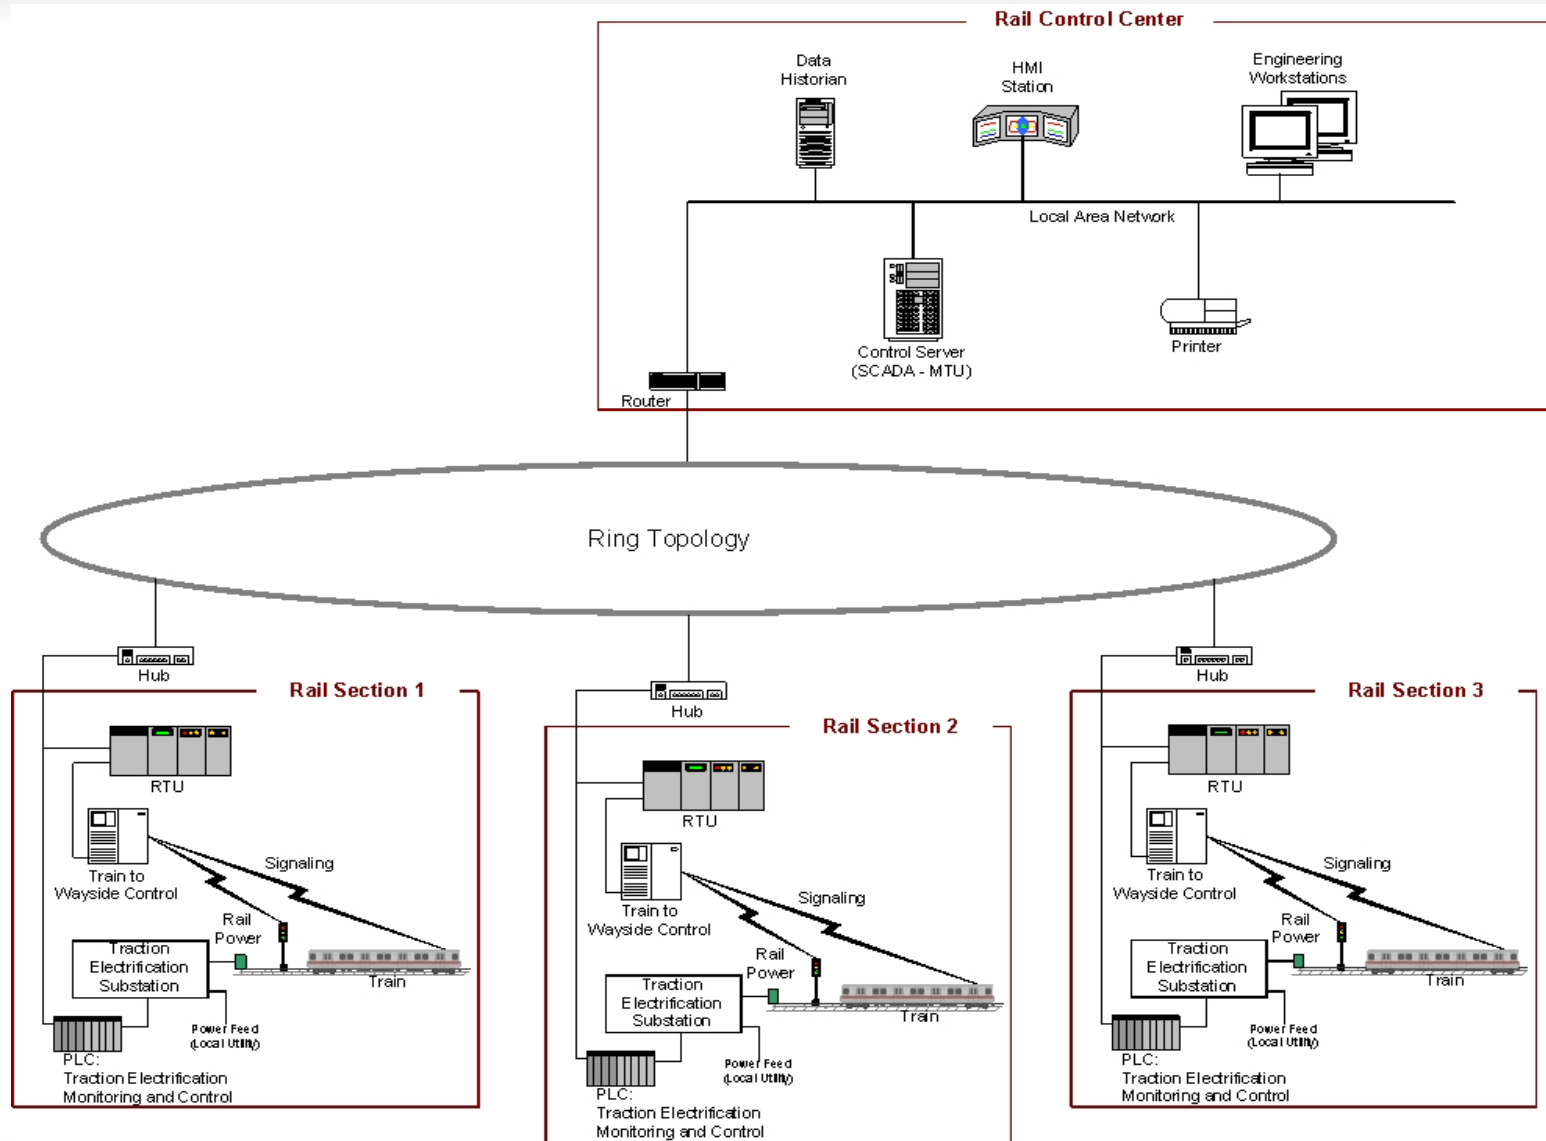 Rail Control Center
Data
Historian
HMI
Station
Engineering
Workstations
Local Area Network
Control Server
(SCADA - MTU)
Printer
Router
Ring Topology
Hub
Rail Section 1
RTU
Train to
Wayside Control
Signaling
Rail
Power
Traction
Electrification
Substation
Train
Power Feed
(Local Utility)
PLC:
Traction Electrification
Monitoring and Control
Hub
Rail Section 2
RTU
Train to
Wayside Control
Signaling
Rail
Power
Traction
Electrification
Substation
Train
Power Feed
(Local Utility)
PLC:
Traction Electrification
Monitoring and Control
Hub
Rail Section 3
RTU
Train to
Wayside Control
Signaling
Rail
Power
Traction
Electrification
Substation
Train
Power Feed
(Local Utility)
PLC:
Traction Electrification
Monitoring and Control